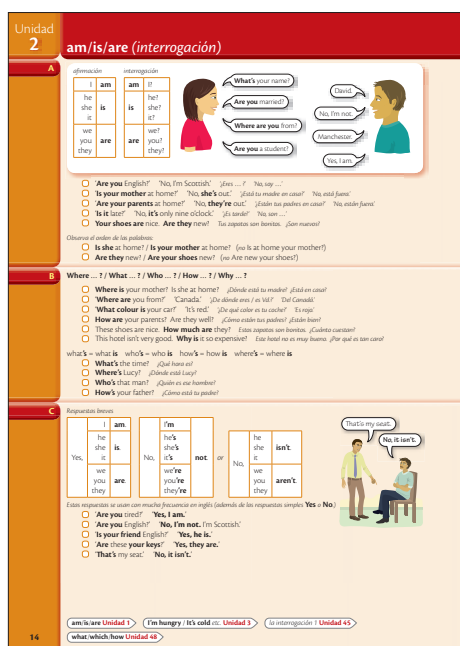 Unidad
2
am/is/are (interrogación)
A
afirmación
interrogación
I am
he
she is
it
we
you are
they
am I?
he?
is she?
it?
we?
are you?
they?
What's your name?
David.
Are you married?
No, I'm not.
Where are you from?
Manchester.
Are you a student?
Yes, I am.
'Are you English?' 'No, I'm Scottish.' '¿Eres … ?' 'No, soy …'
'Is your mother at home?' 'No, she's out.' '¿Está tu madre en casa?' 'No, está fuera.'
'Are your parents at home?' 'No, they're out.' '¿Están tus padres en casa?' 'No, están fuera.'
'Is it late?' 'No, it's only nine o'clock.' '¿Es tarde?' 'No, son …'
Your shoes are nice. Are they new? Tus zapatos son bonitos. ¿Son nuevos?
Observa el orden de las palabras:
Is she at home? / Is your mother at home? (no Is at home your mother?)
Are they new? / Are your shoes new? (no Are new your shoes?)
B
Where … ? / What … ? / Who … ? / How … ? / Why … ?
Where is your mother? Is she at home? ¿Dónde está tu madre? ¿Está en casa?
'Where are you from?' 'Canada.' '¿De dónde eres / es Vd.?' 'Del Canadá.'
'What colour is your car?' 'It's red.' '¿De qué color es tu coche?' 'Es rojo.'
How are your parents? Are they well? ¿Cómo están tus padres? ¿Están bien?
These shoes are nice. How much are they? Estos zapatos son bonitos. ¿Cuánto cuestan?
This hotel isn't very good. Why is it so expensive? Este hotel no es muy bueno. ¿Por qué es tan caro?
what's = what is who's = who is how's = how is where's = where is
What's the time? ¿Qué hora es?
Where's Lucy? ¿Dónde está Lucy?
Who's that man? ¿Quién es ese hombre?
How's your father? ¿Cómo está tu padre?
C
Respuestas breves
Yes,
I am.
he
she is.
it
we
you are.
they
No,
I'm
he's
she's
it's not.
we're
you're
they're
or
No,
he
she isn't.
it
we
you aren't.
they
That's my seat.
No, it isn't.
Estas respuestas se usan con mucha frecuencia en inglés (además de las respuestas simples Yes o No.)
'Are you tired?' 'Yes, I am.'
'Are you English?' 'No, I'm not. I'm Scottish.'
'Is your friend English?' 'Yes, he is.'
'Are these your keys?' 'Yes, they are.'
'That's my seat.' 'No, it isn't.'
14
am/is/are Unidad 1
I'm hungry / It's cold etc. Unidad 3
la interrogación 1 Unidad 45
what/which/how Unidad 48